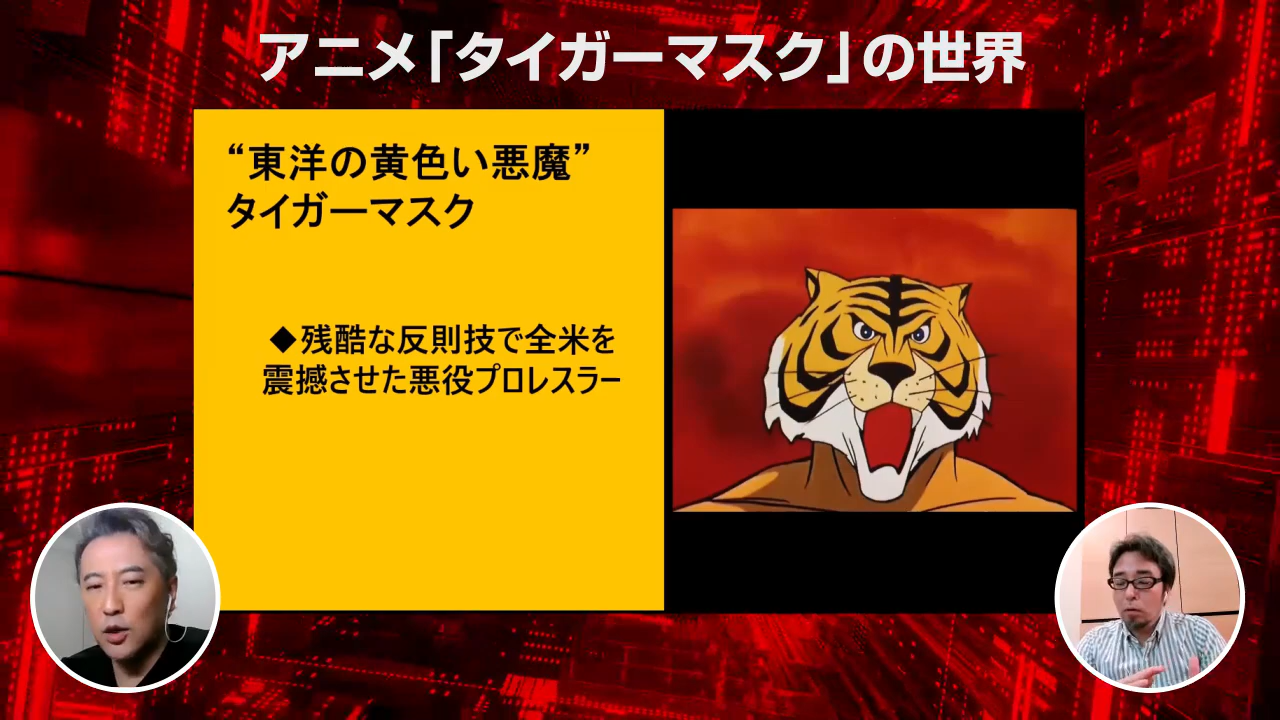 アニメ「タイガーマスク」の世界
“東洋の黄色い悪魔”
タイガーマスク
◆残酷な反則技で全米を
震撼させた悪役プロレスラー